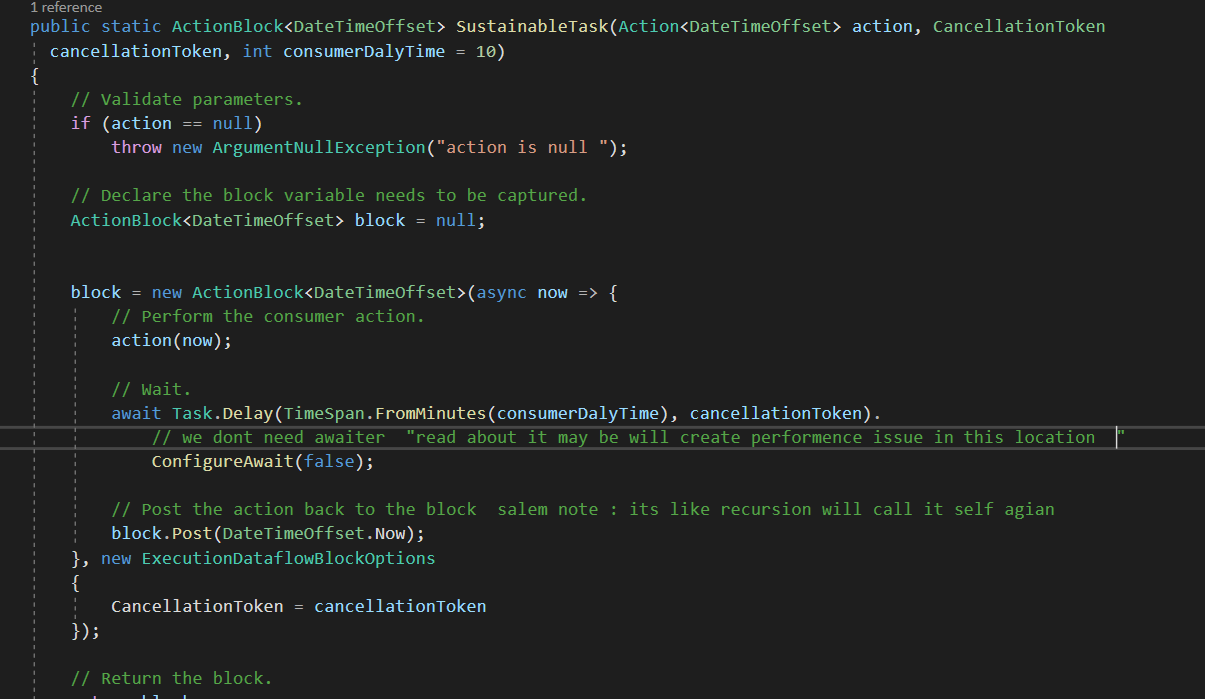 1 reference
public static ActionBlock<DateTimeOffset> SustainableTask(Action<DateTimeOffset> action, CancellationToken
cancellationToken, int consumerDalyTime = 10)
{
// Validate parameters.
if (action == null)
throw new ArgumentNullException("action is null ");
// Declare the block variable needs to be captured.
ActionBlock<DateTimeOffset> block = null;
block = new ActionBlock<DateTimeOffset>(async now => {
// Perform the consumer action.
action(now);
// Wait.
await Task.Delay(TimeSpan.FromMinutes(consumerDalyTime), cancellationToken).
// we dont need awaiter  "read about it may be will create performence issue in this location  "
ConfigureAwait(false);
// Post the action back to the block  salem note : its like recursion will call it self agian
block.Post(DateTimeOffset.Now);
}, new ExecutionDataflowBlockOptions
{
CancellationToken = cancellationToken
});
// Return the block.